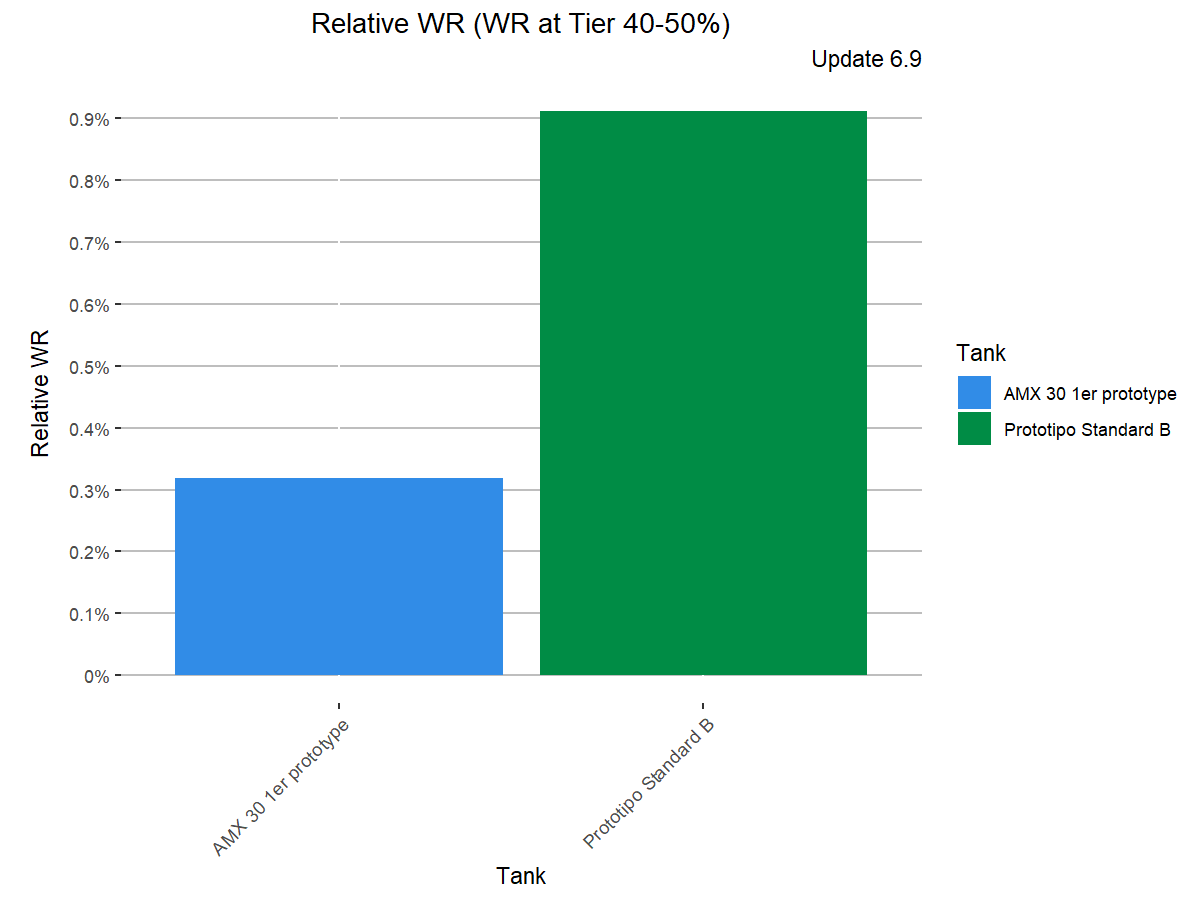 Relative WR (WR at Tier 40-50%)
Update 6.9
Relative WR
0.9%
0.8%
0.7%
0.6%
0.5%
0.4%
0.3%
0.2%
0.1%
0%
AMX 30 1er prototype
Prototipo Standard B
Tank
Tank
AMX 30 1er prototype
Prototipo Standard B